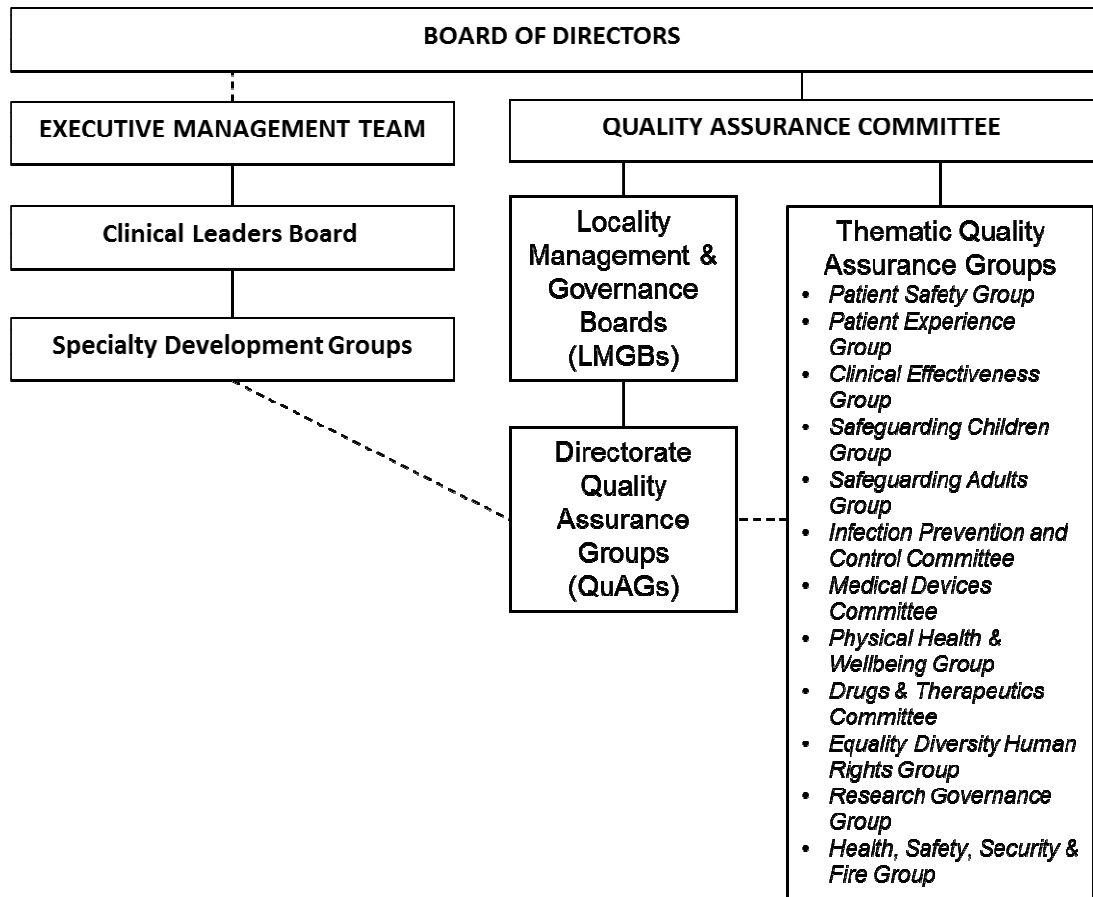 BOARD OF DIRECTORS
EXECUTIVE MANAGEMENT TEAM
Clinical Leaders Board
Specialty Development Groups
QUALITY ASSURANCE COMMITTEE
Locality
Management &
Governance
Boards
(LMGBs)
Directorate
Quality
Assurance
Groups
(QuAGs)
Thematic Quality
Assurance Groups
• Patient Safety Group
• Patient Experience
Group
• Clinical Effectiveness
Group
• Safeguarding Children
Group
• Safeguarding Adults
Group
• Infection Prevention and
Control Committee
• Medical Devices
Committee
• Physical Health &
Wellbeing Group
• Drugs & Therapeutics
Committee
• Equality Diversity Human
Rights Group
• Research Governance
Group
• Health, Safety, Security &
Fire Group